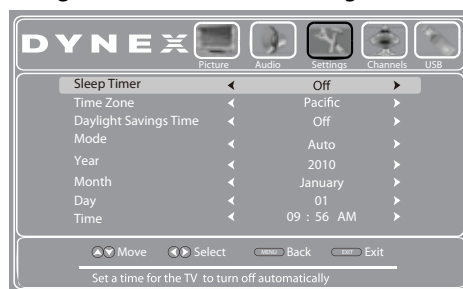 DYNEX
Picture Audio Settings Channels USB
Sleep Timer Off
Time Zone Pacific
Daylight Savings Time Off
Mode Auto
Year 2010
Month January
Day 01
Time 09 : 56 AM
Move Select MENU Back EXIT Exit
Set a time for the TV to turn off automatically